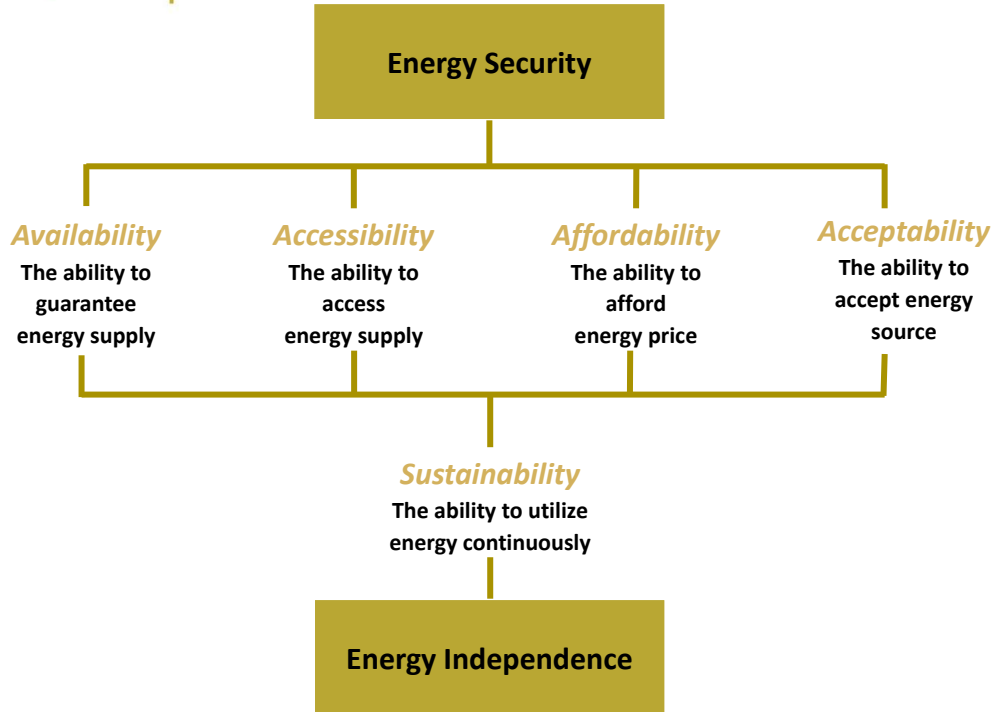 Energy Security
Availability
The ability to
guarantee
energy supply
Accessibility
The ability to
access
energy supply
Affordability
The ability to
afford
energy price
Acceptability
The ability to
accept energy
source
Sustainability
The ability to utilize
energy continuously
Energy Independence